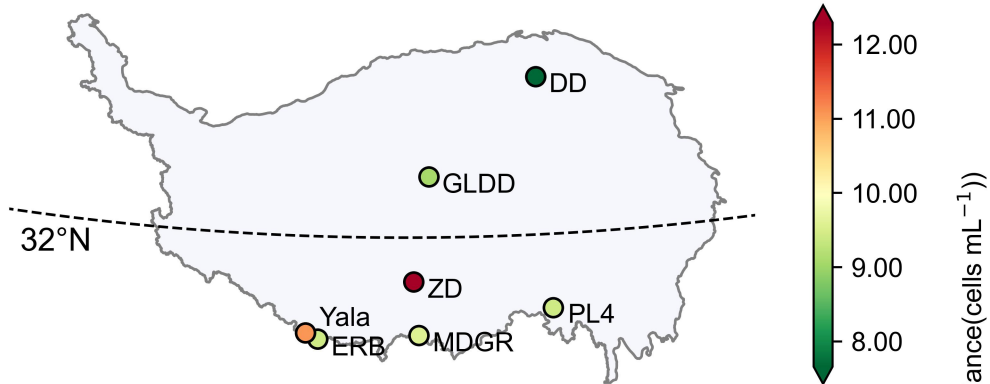 DD
GLDD
32°N
ZD
PL4
Yala
ERB
MDGR
12.00
11.00
10.00
9.00
8.00
ance(cells mL⁻¹))